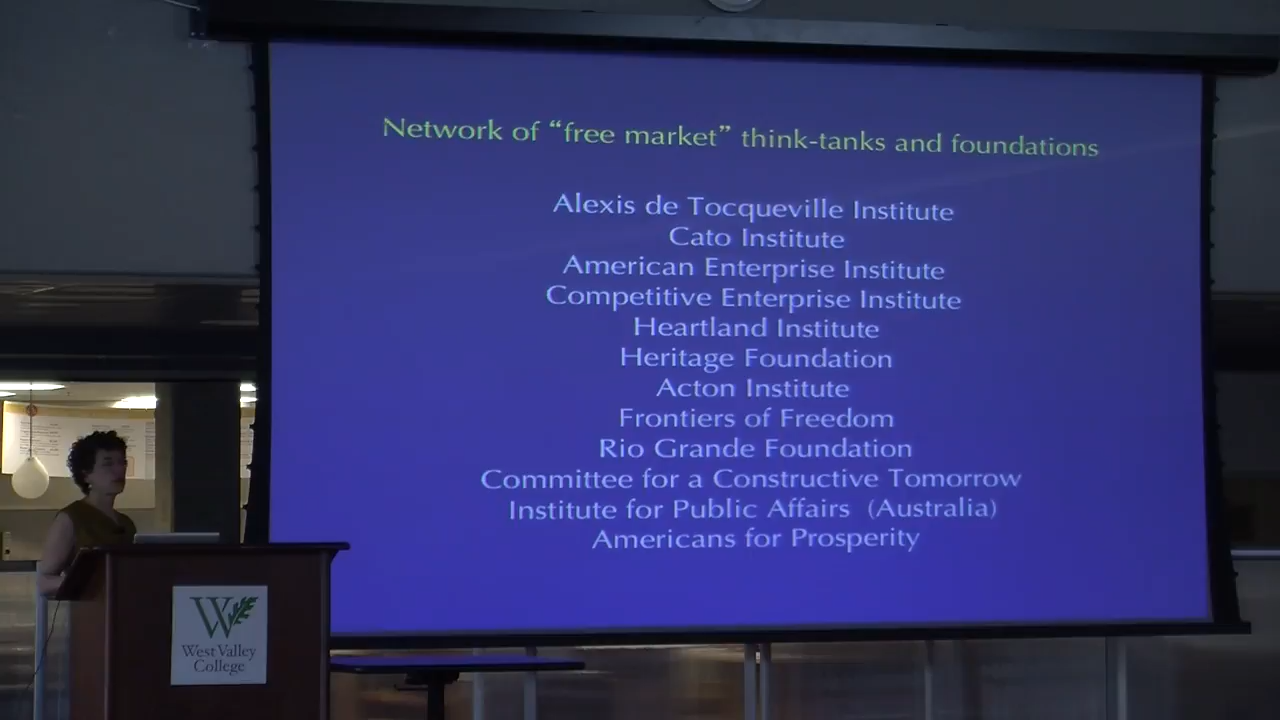 Network of “free market” think-tanks and foundations
Alexis de Tocqueville Institute
Cato Institute
American Enterprise Institute
Competitive Enterprise Institute
Heartland Institute
Heritage Foundation
Acton Institute
Frontiers of Freedom
Rio Grande Foundation
Committee for a Constructive Tomorrow
Institute for Public Affairs (Australia)
Americans for Prosperity
W
West Valley
College